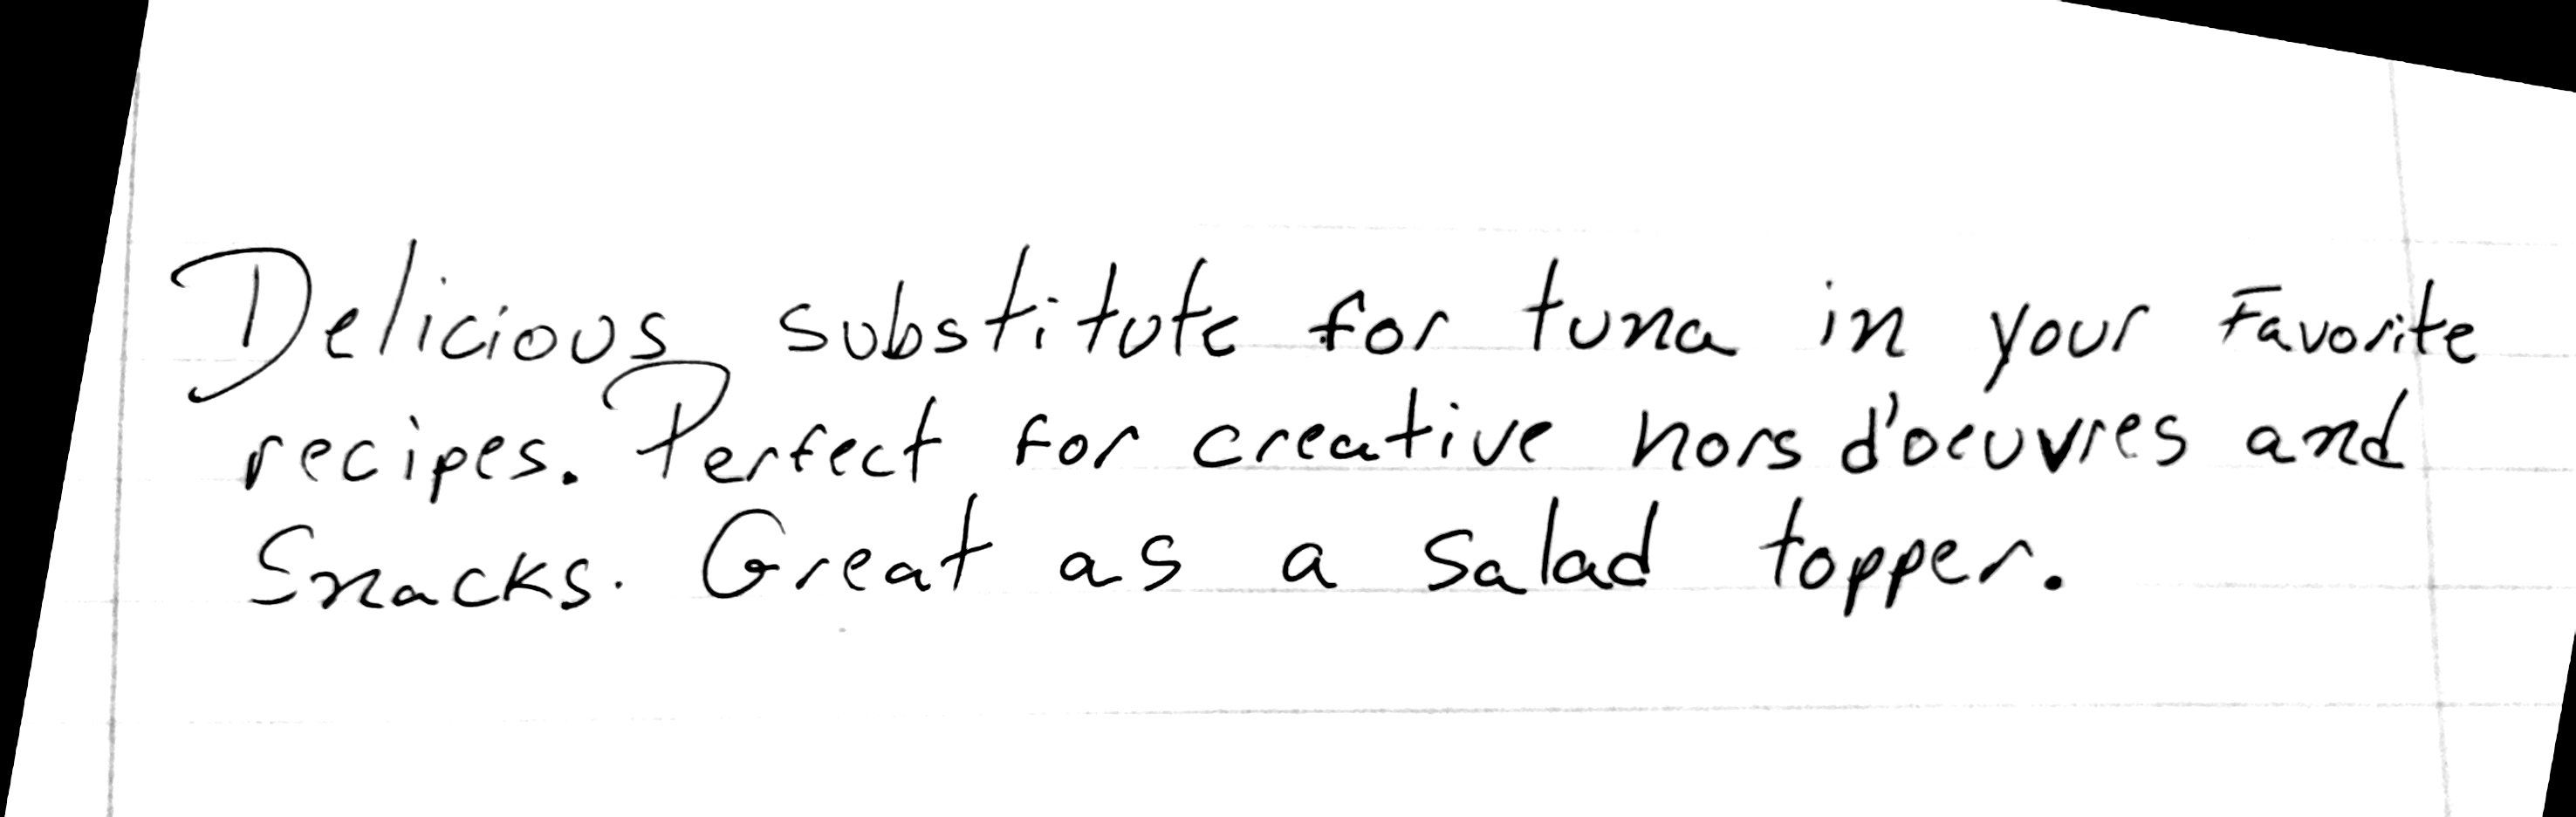 Delicious substitute for tuna in your Favorite
recipes. Perfect for creative hors d'oeuvres and
Snacks. Great as a salad topper.